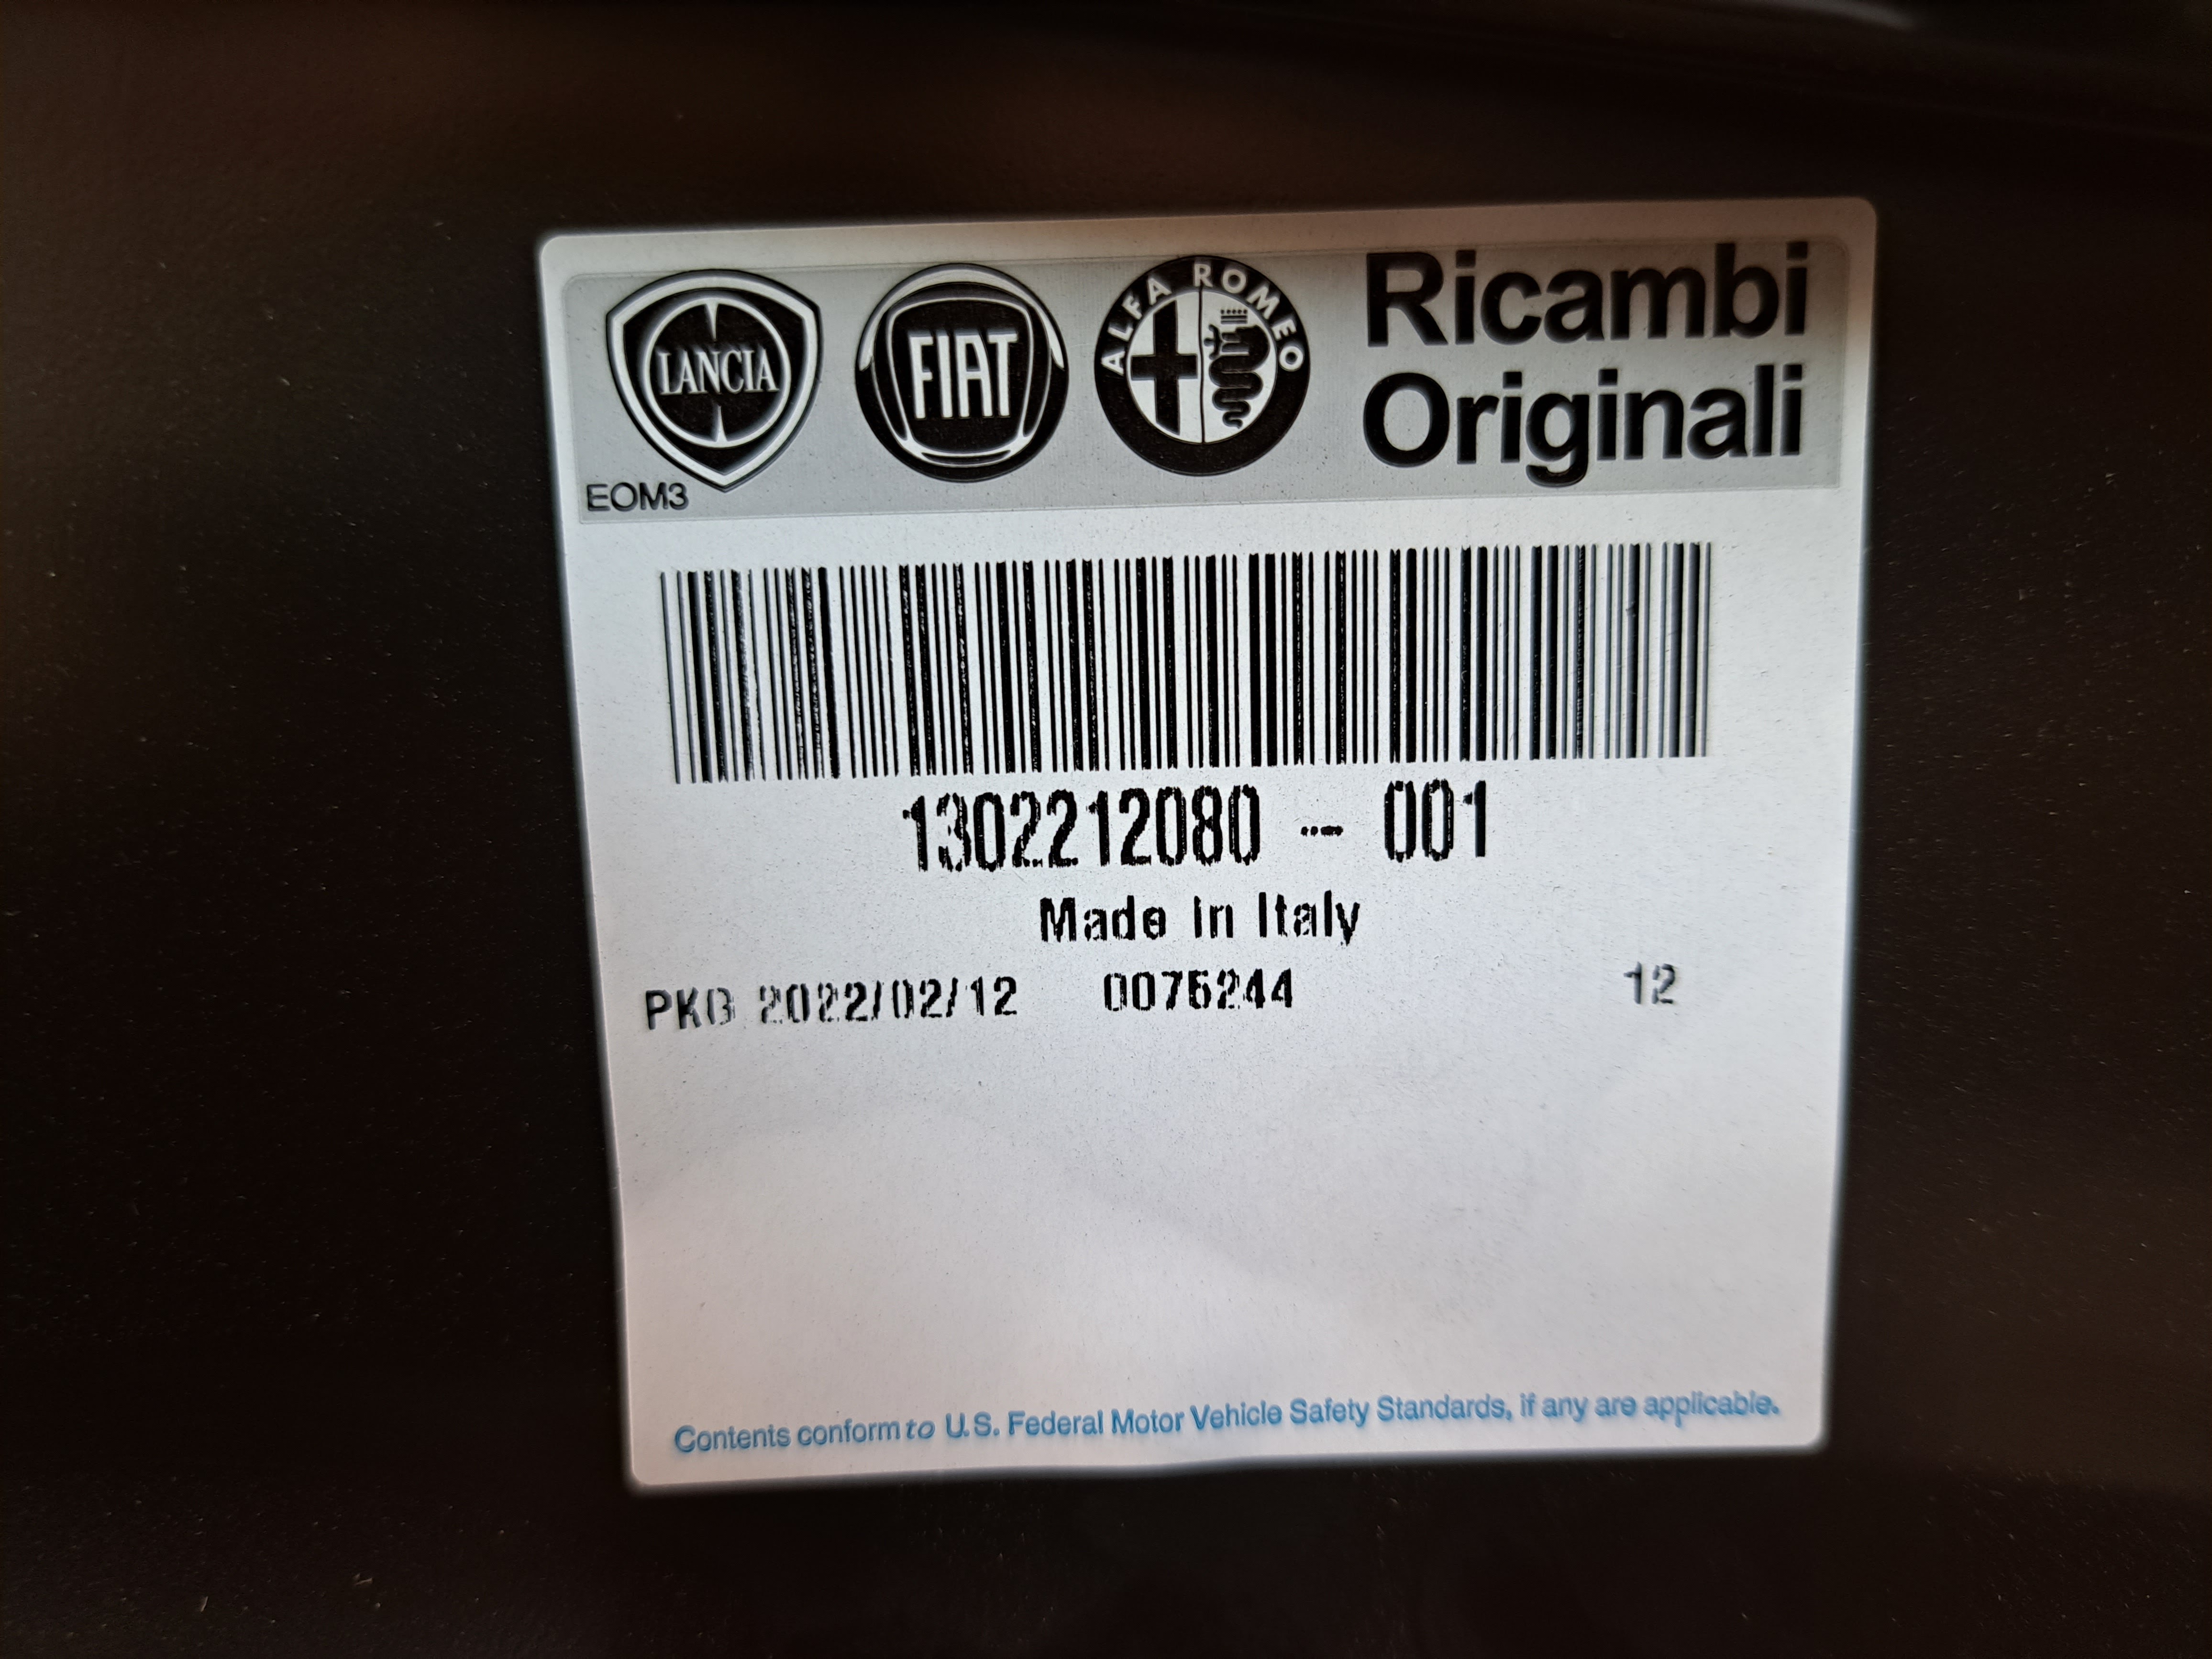 LANCIA
FIAT
ALFA ROMEO
Ricambi
Originali
EOM3
1302212080 --- 001
Made In Italy
PKG 2022/02/12 0075244 12
Contents conform to U.S. Federal Motor Vehicle Safety Standards, if any are applicable.